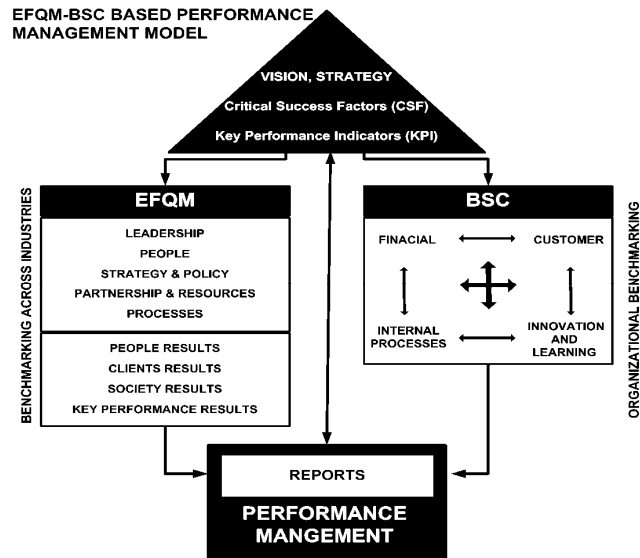 EFQM-BSC BASED PERFORMANCE
MANAGEMENT MODEL
VISION, STRATEGY
Critical Success Factors (CSF)
Key Performance Indicators (KPI)
BENCHMARKING ACROSS INDUSTRIES
EFQM
LEADERSHIP
PEOPLE
STRATEGY & POLICY
PARTNERSHIP & RESOURCES
PROCESSES
PEOPLE RESULTS
CLIENTS RESULTS
SOCIETY RESULTS
KEY PERFORMANCE RESULTS
BSC
FINACIAL
CUSTOMER
INTERNAL
PROCESSES
INNOVATION
AND
LEARNING
ORGANIZATIONAL BENCHMARKING
REPORTS
PERFORMANCE
MANGEMENT